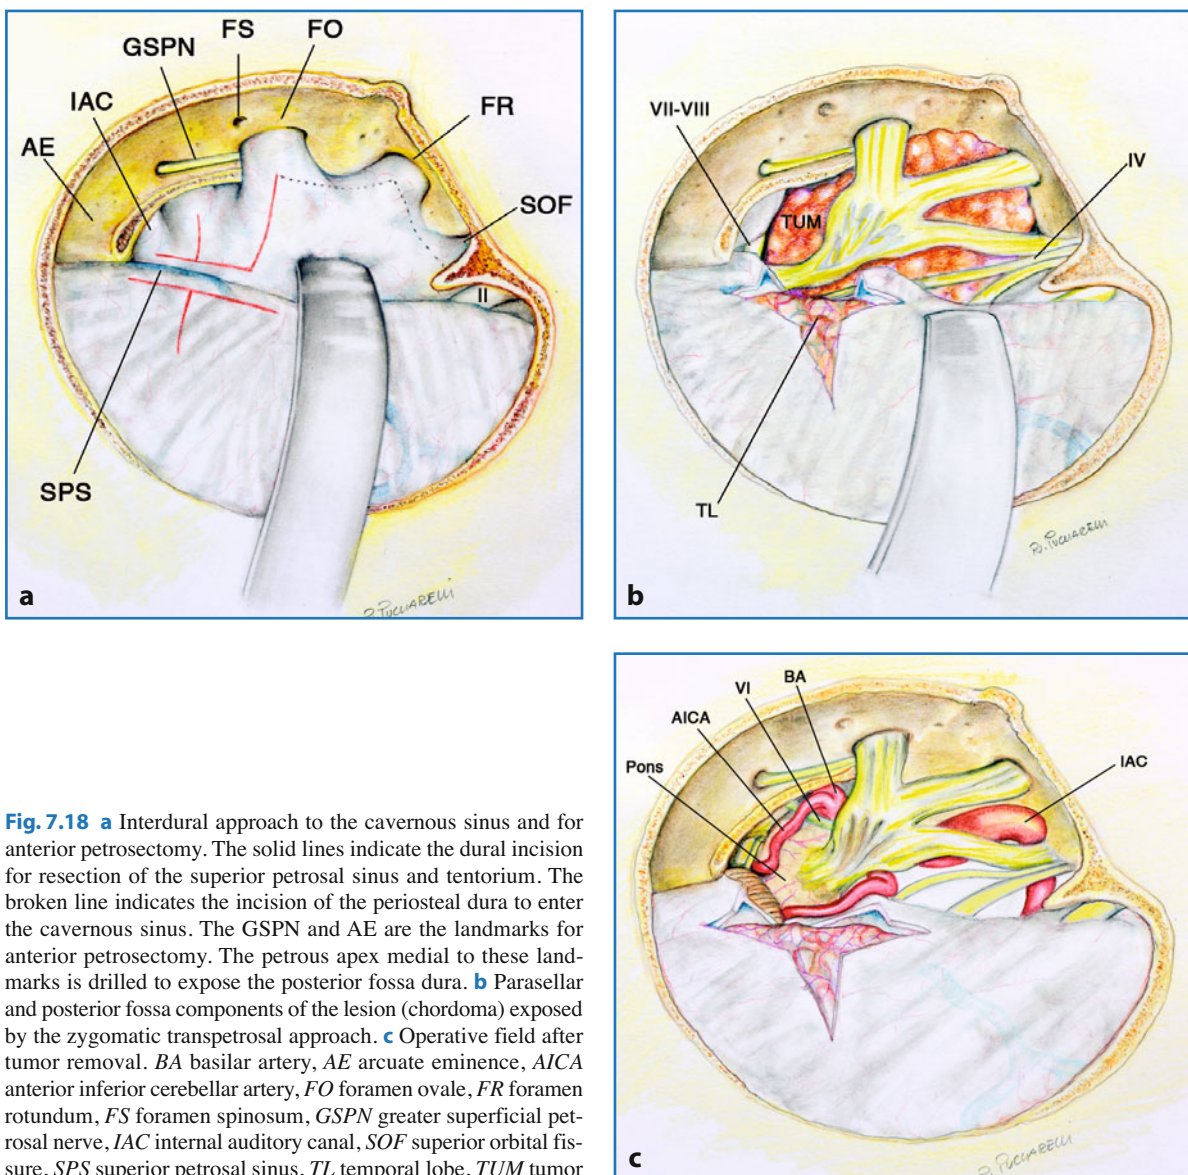 FS
FO
GSPN
IAC
FR
AE
SOF
II
SPS
a
VII-VIII
IV
TUM
TL
b
BA
VI
AICA
Pons
IAC
c
Fig. 7.18 a Interdural approach to the cavernous sinus and for
anterior petrosectomy. The solid lines indicate the dural incision
for resection of the superior petrosal sinus and tentorium. The
broken line indicates the incision of the periosteal dura to enter
the cavernous sinus. The GSPN and AE are the landmarks for
anterior petrosectomy. The petrous apex medial to these land-
marks is drilled to expose the posterior fossa dura. b Parasellar
and posterior fossa components of the lesion (chordoma) exposed
by the zygomatic transpetrosal approach. c Operative field after
tumor removal. BA basilar artery, AE arcuate eminence, AICA
anterior inferior cerebellar artery, FO foramen ovale, FR foramen
rotundum, FS foramen spinosum, GSPN greater superficial pet-
rosal nerve, IAC internal auditory canal, SOF superior orbital fis-
sure, SPS superior petrosal sinus, TL temporal lobe, TUM tumor